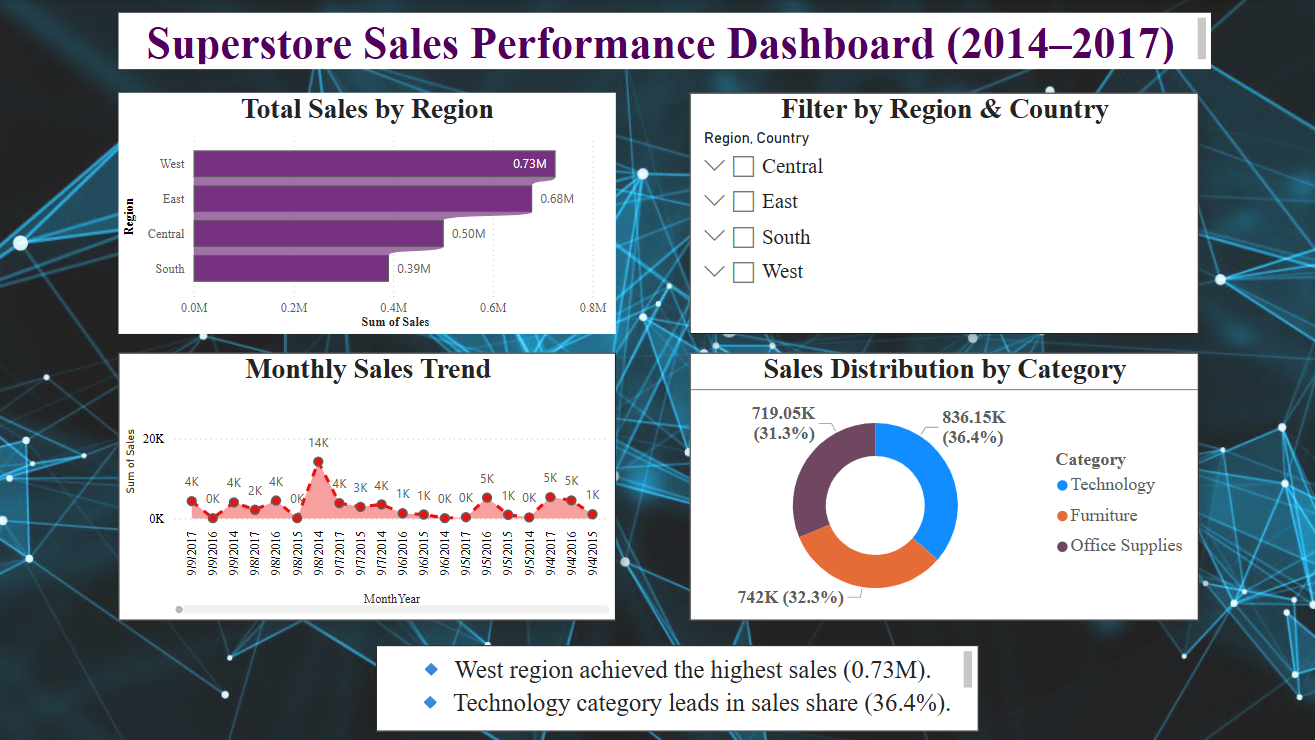 Superstore Sales Performance Dashboard (2014–2017)
Total Sales by Region
Region
West
0.73M
East
0.68M
Central
0.50M
South
0.39M
0.0M 0.2M 0.4M 0.6M 0.8M
Sum of Sales
Filter by Region & Country
Region, Country
Central
East
South
West
Monthly Sales Trend
Sum of Sales
20K
0K
4K 0K 4K 2K 4K 0K 14K 4K 3K 4K 1K 1K 0K 0K 5K 1K 0K 5K 5K 1K
9/9/2017 9/9/2016 9/9/2014 9/8/2017 9/8/2016 9/8/2015 9/8/2014 9/7/2017 9/7/2015 9/7/2014 9/6/2016 9/6/2015 9/6/2014 9/5/2017 9/5/2016 9/5/2015 9/5/2014 9/4/2017 9/4/2016 9/4/2015
MonthYear
Sales Distribution by Category
719.05K
(31.3%)
836.15K
(36.4%)
742K (32.3%)
Category
Technology
Furniture
Office Supplies
West region achieved the highest sales (0.73M).
Technology category leads in sales share (36.4%).